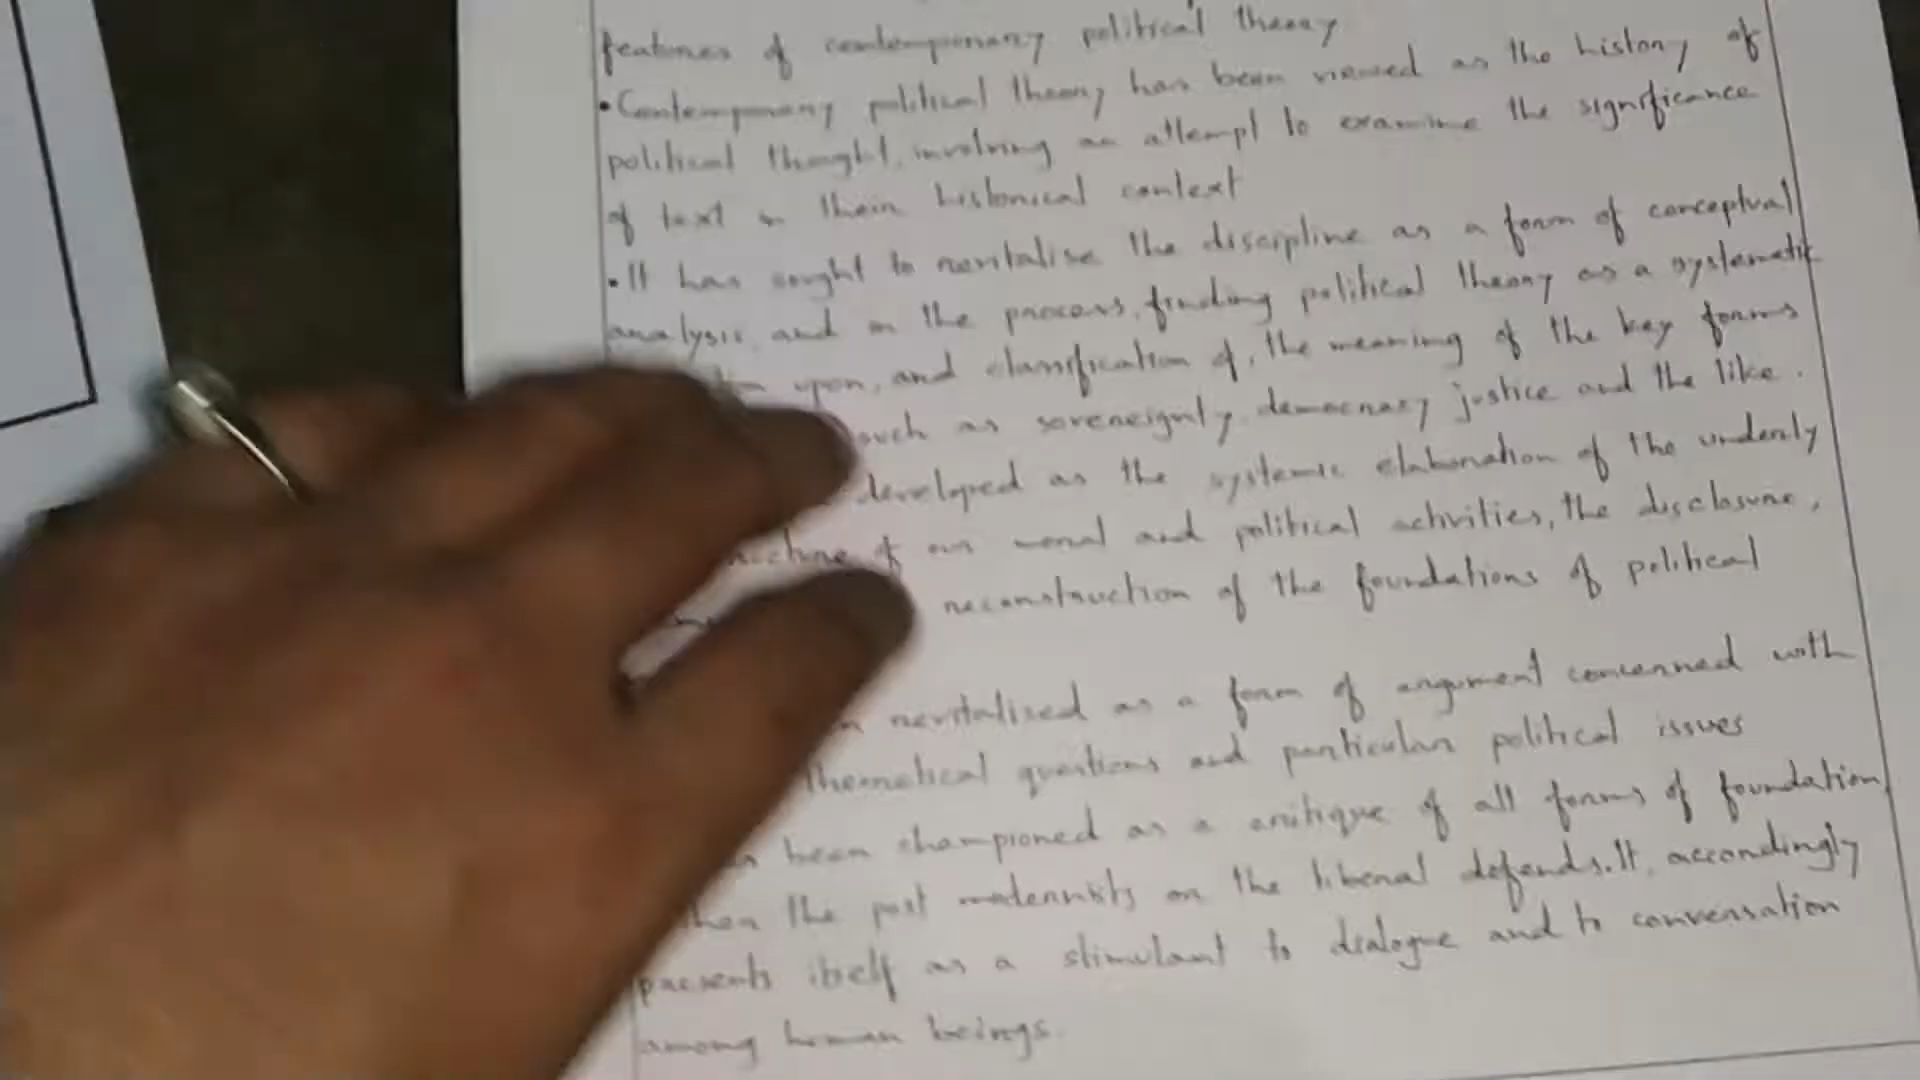 features of contemporary political theory
• Contemporary political theory has been viewed as the history of
political thought, involving an attempt to examine the significance
of text in their historical context
• It has sought to revitalise the discipline as a form of conceptual
analysis, and in the process, finding political theory as a systematic
upon, and classification of, the meaning of the key forms
such as sovereignty, democracy justice and the like.
developed as the systemic elaboration of the underly
of our moral and political activities, the disclosure,
reconstruction of the foundations of political
revitalised as a form of argument concerned with
themetical questions and particular political issues
been championed as a critique of all forms of foundation,
the post modernists or the liberal defends. It, accordingly
presents itself as a stimulant to dialogue and to conversation
among human beings.